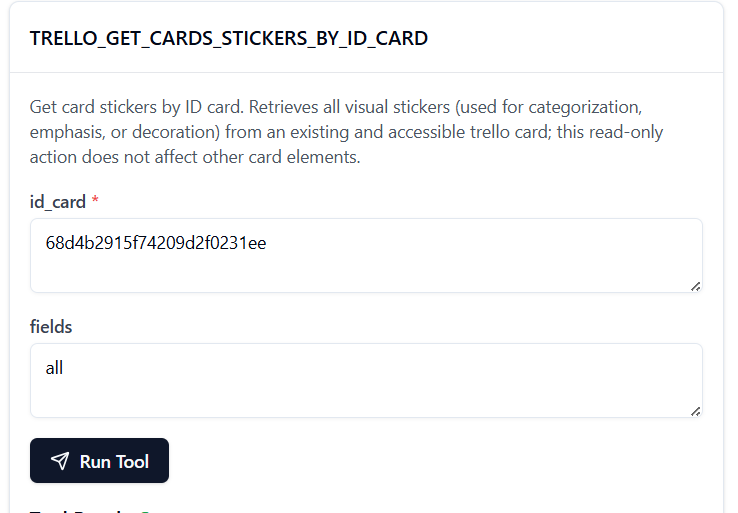 TRELLO_GET_CARDS_STICKERS_BY_ID_CARD
Get card stickers by ID card. Retrieves all visual stickers (used for categorization,
emphasis, or decoration) from an existing and accessible trello card; this read-only
action does not affect other card elements.
id_card *
68d4b2915f74209d2f0231ee
fields
all
Run Tool